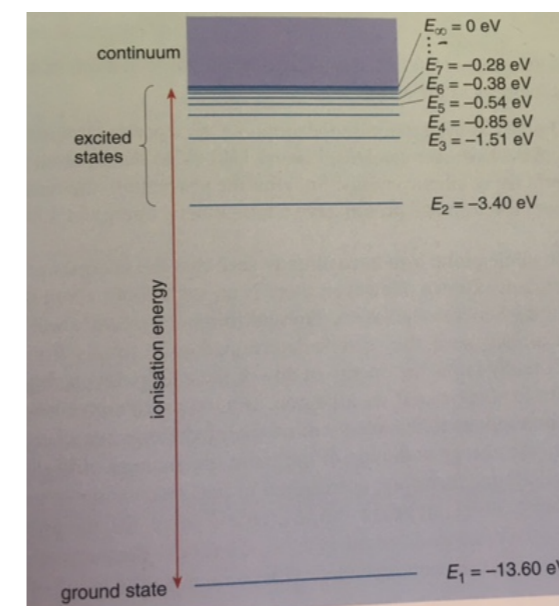 E∞ = 0 eV
continuum
E₇ = –0.28 eV
E₆ = –0.38 eV
E₅ = –0.54 eV
E₄ = –0.85 eV
E₃ = –1.51 eV
excited
states
E₂ = –3.40 eV
ionisation energy
E₁ = –13.60 eV
ground state